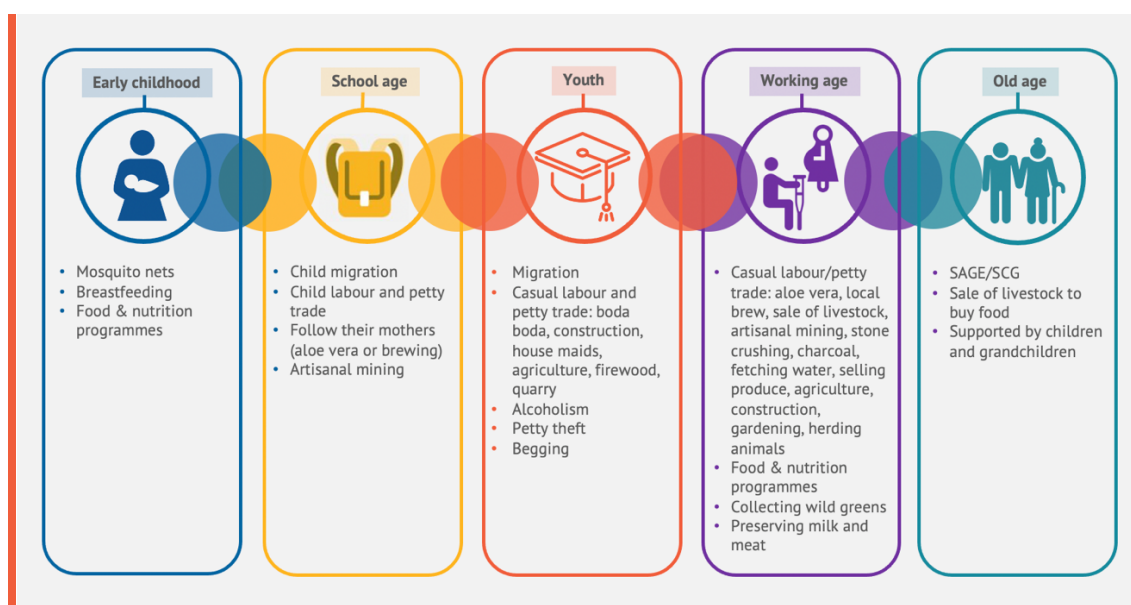 Early childhood
• Mosquito nets
• Breastfeeding
• Food & nutrition
programmes
School age
• Child migration
• Child labour and petty
trade
• Follow their mothers
(aloe vera or brewing)
• Artisanal mining
Youth
• Migration
• Casual labour and
petty trade: boda
boda, construction,
house maids,
agriculture, firewood,
quarry
• Alcoholism
• Petty theft
• Begging
Working age
• Casual labour/petty
trade: aloe vera, local
brew, sale of livestock,
artisanal mining, stone
crushing, charcoal,
fetching water, selling
produce, agriculture,
construction,
gardening, herding
animals
• Food & nutrition
programmes
• Collecting wild greens
• Preserving milk and
meat
Old age
• SAGE/SCG
• Sale of livestock to
buy food
• Supported by children
and grandchildren